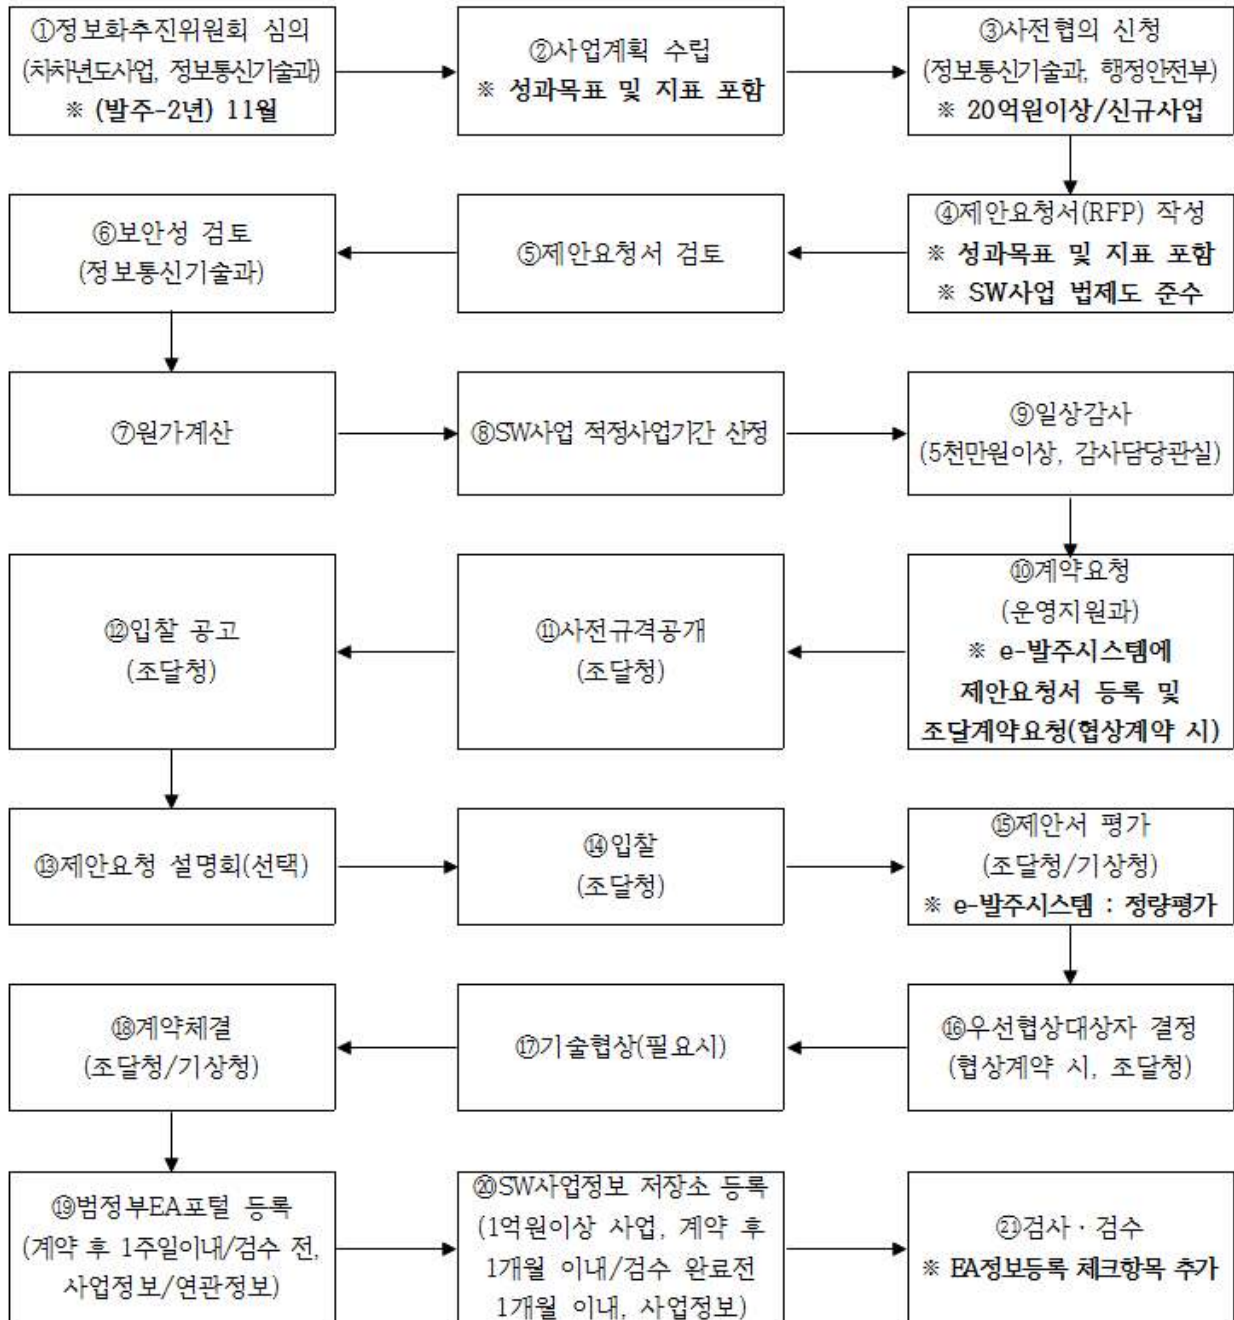 ①정보화추진위원회 심의
(차차년도사업, 정보통신기술과)
※ (발주-2년) 11월
②사업계획 수립
※ 성과목표 및 지표 포함
③사전협의 신청
(정보통신기술과, 행정안전부)
※ 20억원이상/신규사업
④제안요청서(RFP) 작성
※ 성과목표 및 지표 포함
※ SW사업 법제도 준수
⑤제안요청서 검토
⑥보안성 검토
(정보통신기술과)
⑦원가계산
⑧SW사업 적정사업기간 산정
⑨일상감사
(5천만원이상, 감사담당관실)
⑩계약요청
(운영지원과)
※ e-발주시스템에
제안요청서 등록 및
조달계약요청(협상계약 시)
⑪사전규격공개
(조달청)
⑫입찰 공고
(조달청)
⑬제안요청 설명회(선택)
⑭입찰
(조달청)
⑮제안서 평가
(조달청/기상청)
※ e-발주시스템 : 정량평가
⑯우선협상대상자 결정
(협상계약 시, 조달청)
⑰기술협상(필요시)
⑱계약체결
(조달청/기상청)
⑲범정부EA포털 등록
(계약 후 1주일이내/검수 전,
사업정보/연관정보)
⑳SW사업정보 저장소 등록
(1억원이상 사업, 계약 후
1개월 이내/검수 완료전
1개월 이내, 사업정보)
㉑검사·검수
※ EA정보등록 체크항목 추가